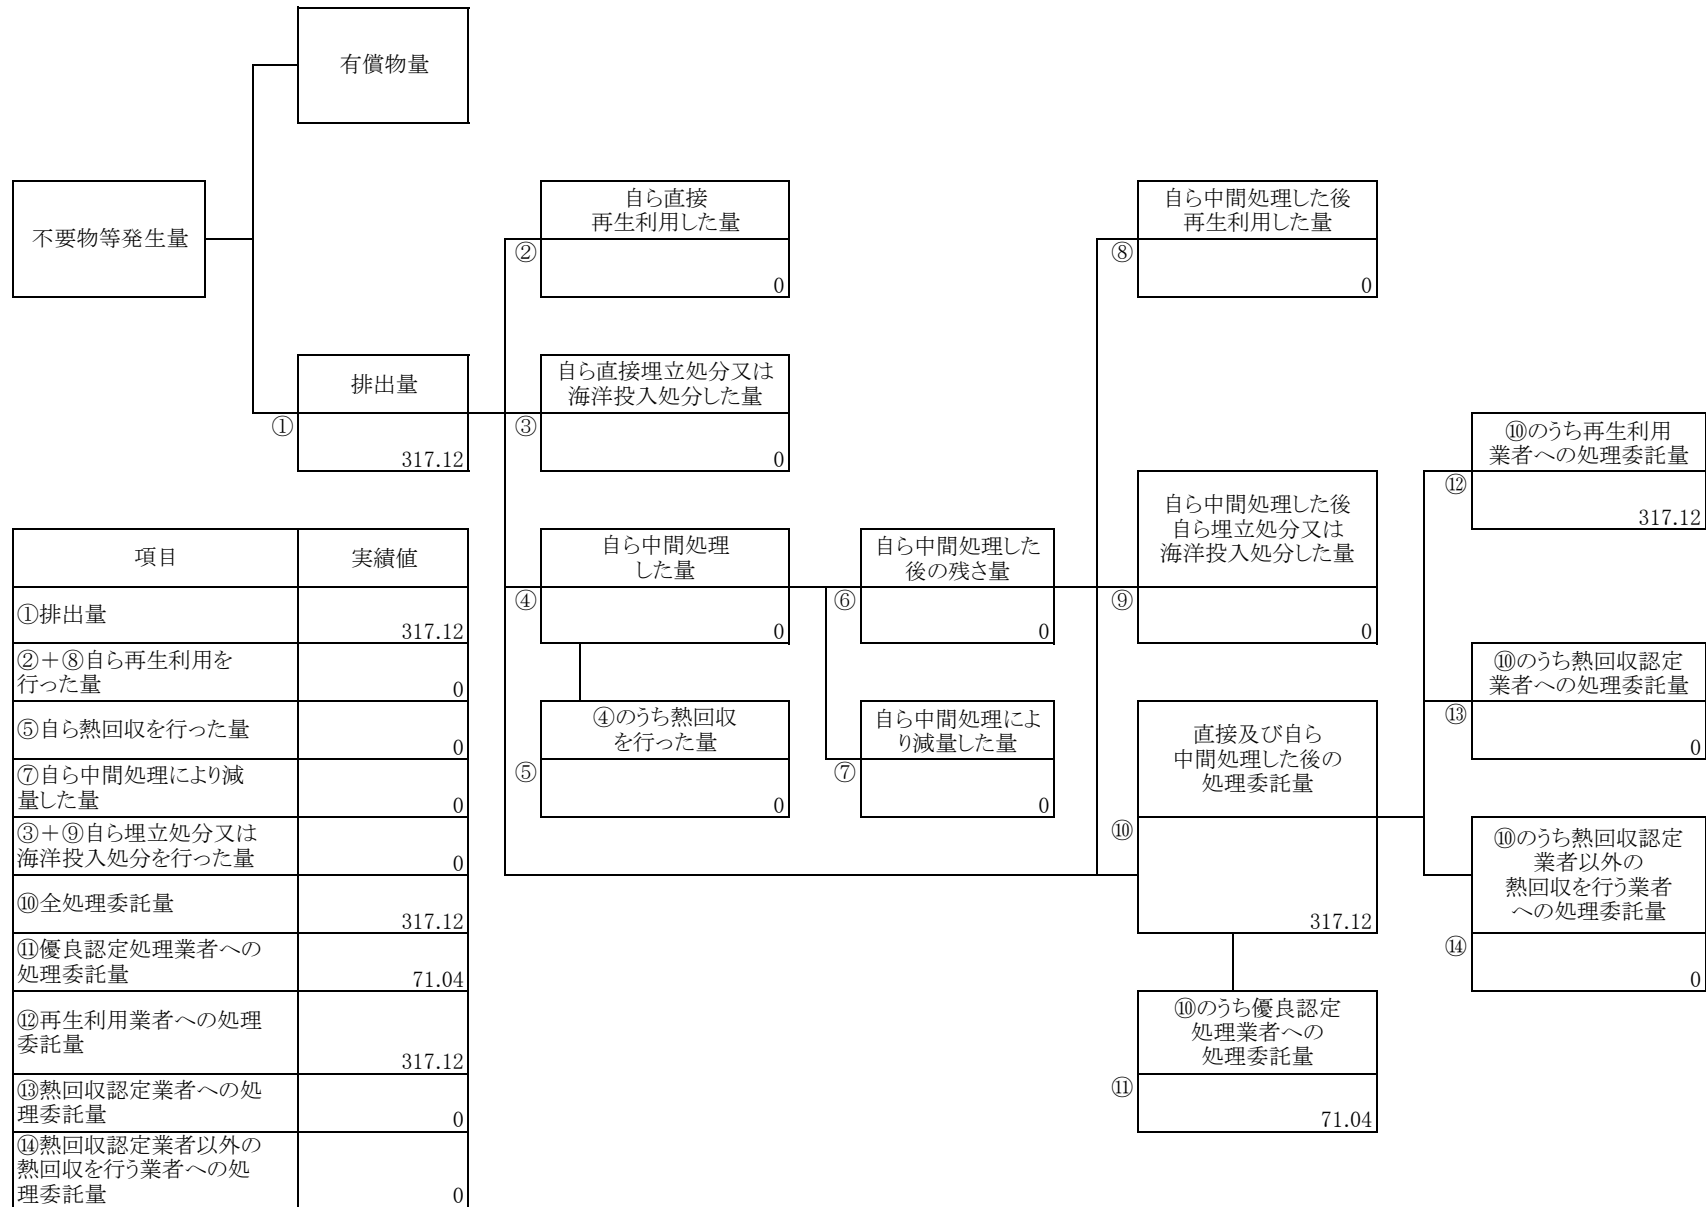 有償物量
不要物等発生量
自ら直接
再生利用した量
②
0
自ら中間処理した後
再生利用した量
⑧
0
排出量
①
317.12
自ら直接埋立処分又は
海洋投入処分した量
③
0
⑩のうち再生利用
業者への処理委託量
⑫
317.12
自ら中間処理
した量
④
0
自ら中間処理した
後の残さ量
⑥
0
自ら中間処理した後
自ら埋立処分又は
海洋投入処分した量
⑨
0
⑩のうち熱回収認定
業者への処理委託量
⑬
0
④のうち熱回収
を行った量
⑤
0
自ら中間処理によ
り減量した量
⑦
0
直接及び自ら
中間処理した後の
処理委託量
⑩
317.12
⑩のうち熱回収認定
業者以外の
熱回収を行う業者
への処理委託量
⑭
0
⑩のうち優良認定
処理業者への
処理委託量
⑪
71.04
項目 実績値
①排出量
317.12
②+⑧自ら再生利用を
行った量
0
⑤自ら熱回収を行った量
0
⑦自ら中間処理により減
量した量
0
③+⑨自ら埋立処分又は
海洋投入処分を行った量
0
⑩全処理委託量
317.12
⑪優良認定処理業者への
処理委託量
71.04
⑫再生利用業者への処理
委託量
317.12
⑬熱回収認定業者への処
理委託量
0
⑭熱回収認定業者以外の
熱回収を行う業者への処
理委託量
0